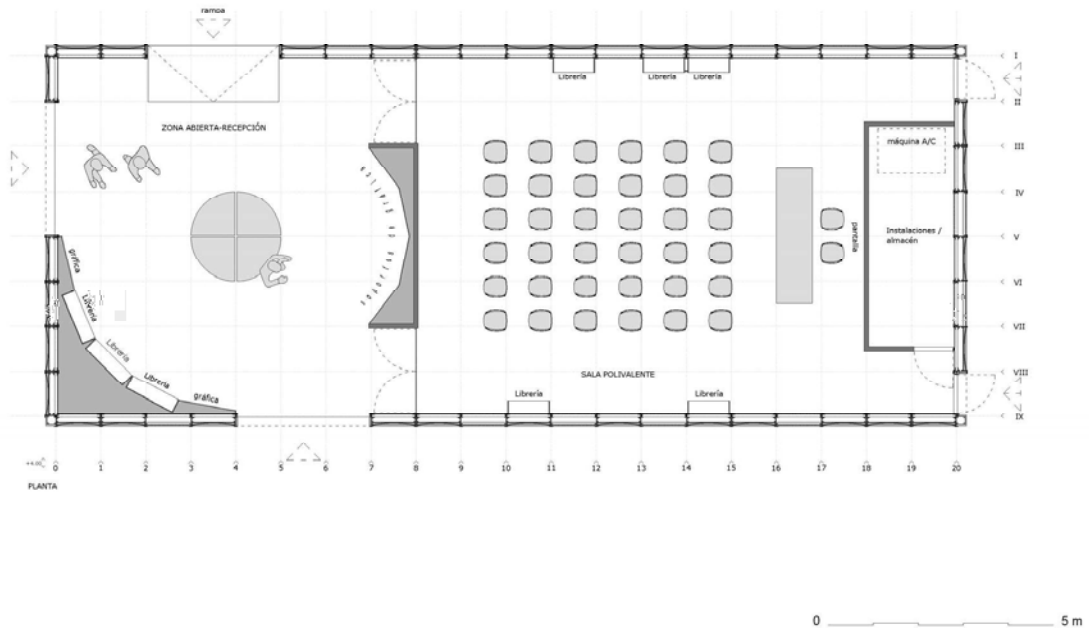 rampa
Librería
Librería
Librería
I
II
ZONA ABIERTA-RECEPCIÓN
máquina A/C
III
IV
Instalaciones /
almacén
pantalla
V
gráfica
VI
Librería
VII
Librería
Librería
gráfica
SALA POLIVALENTE
VIII
Librería
Librería
IX
+4.00
0 1 2 3 4 5 6 7 8 9 10 11 12 13 14 15 16 17 18 19 20
PLANTA
0 5 m